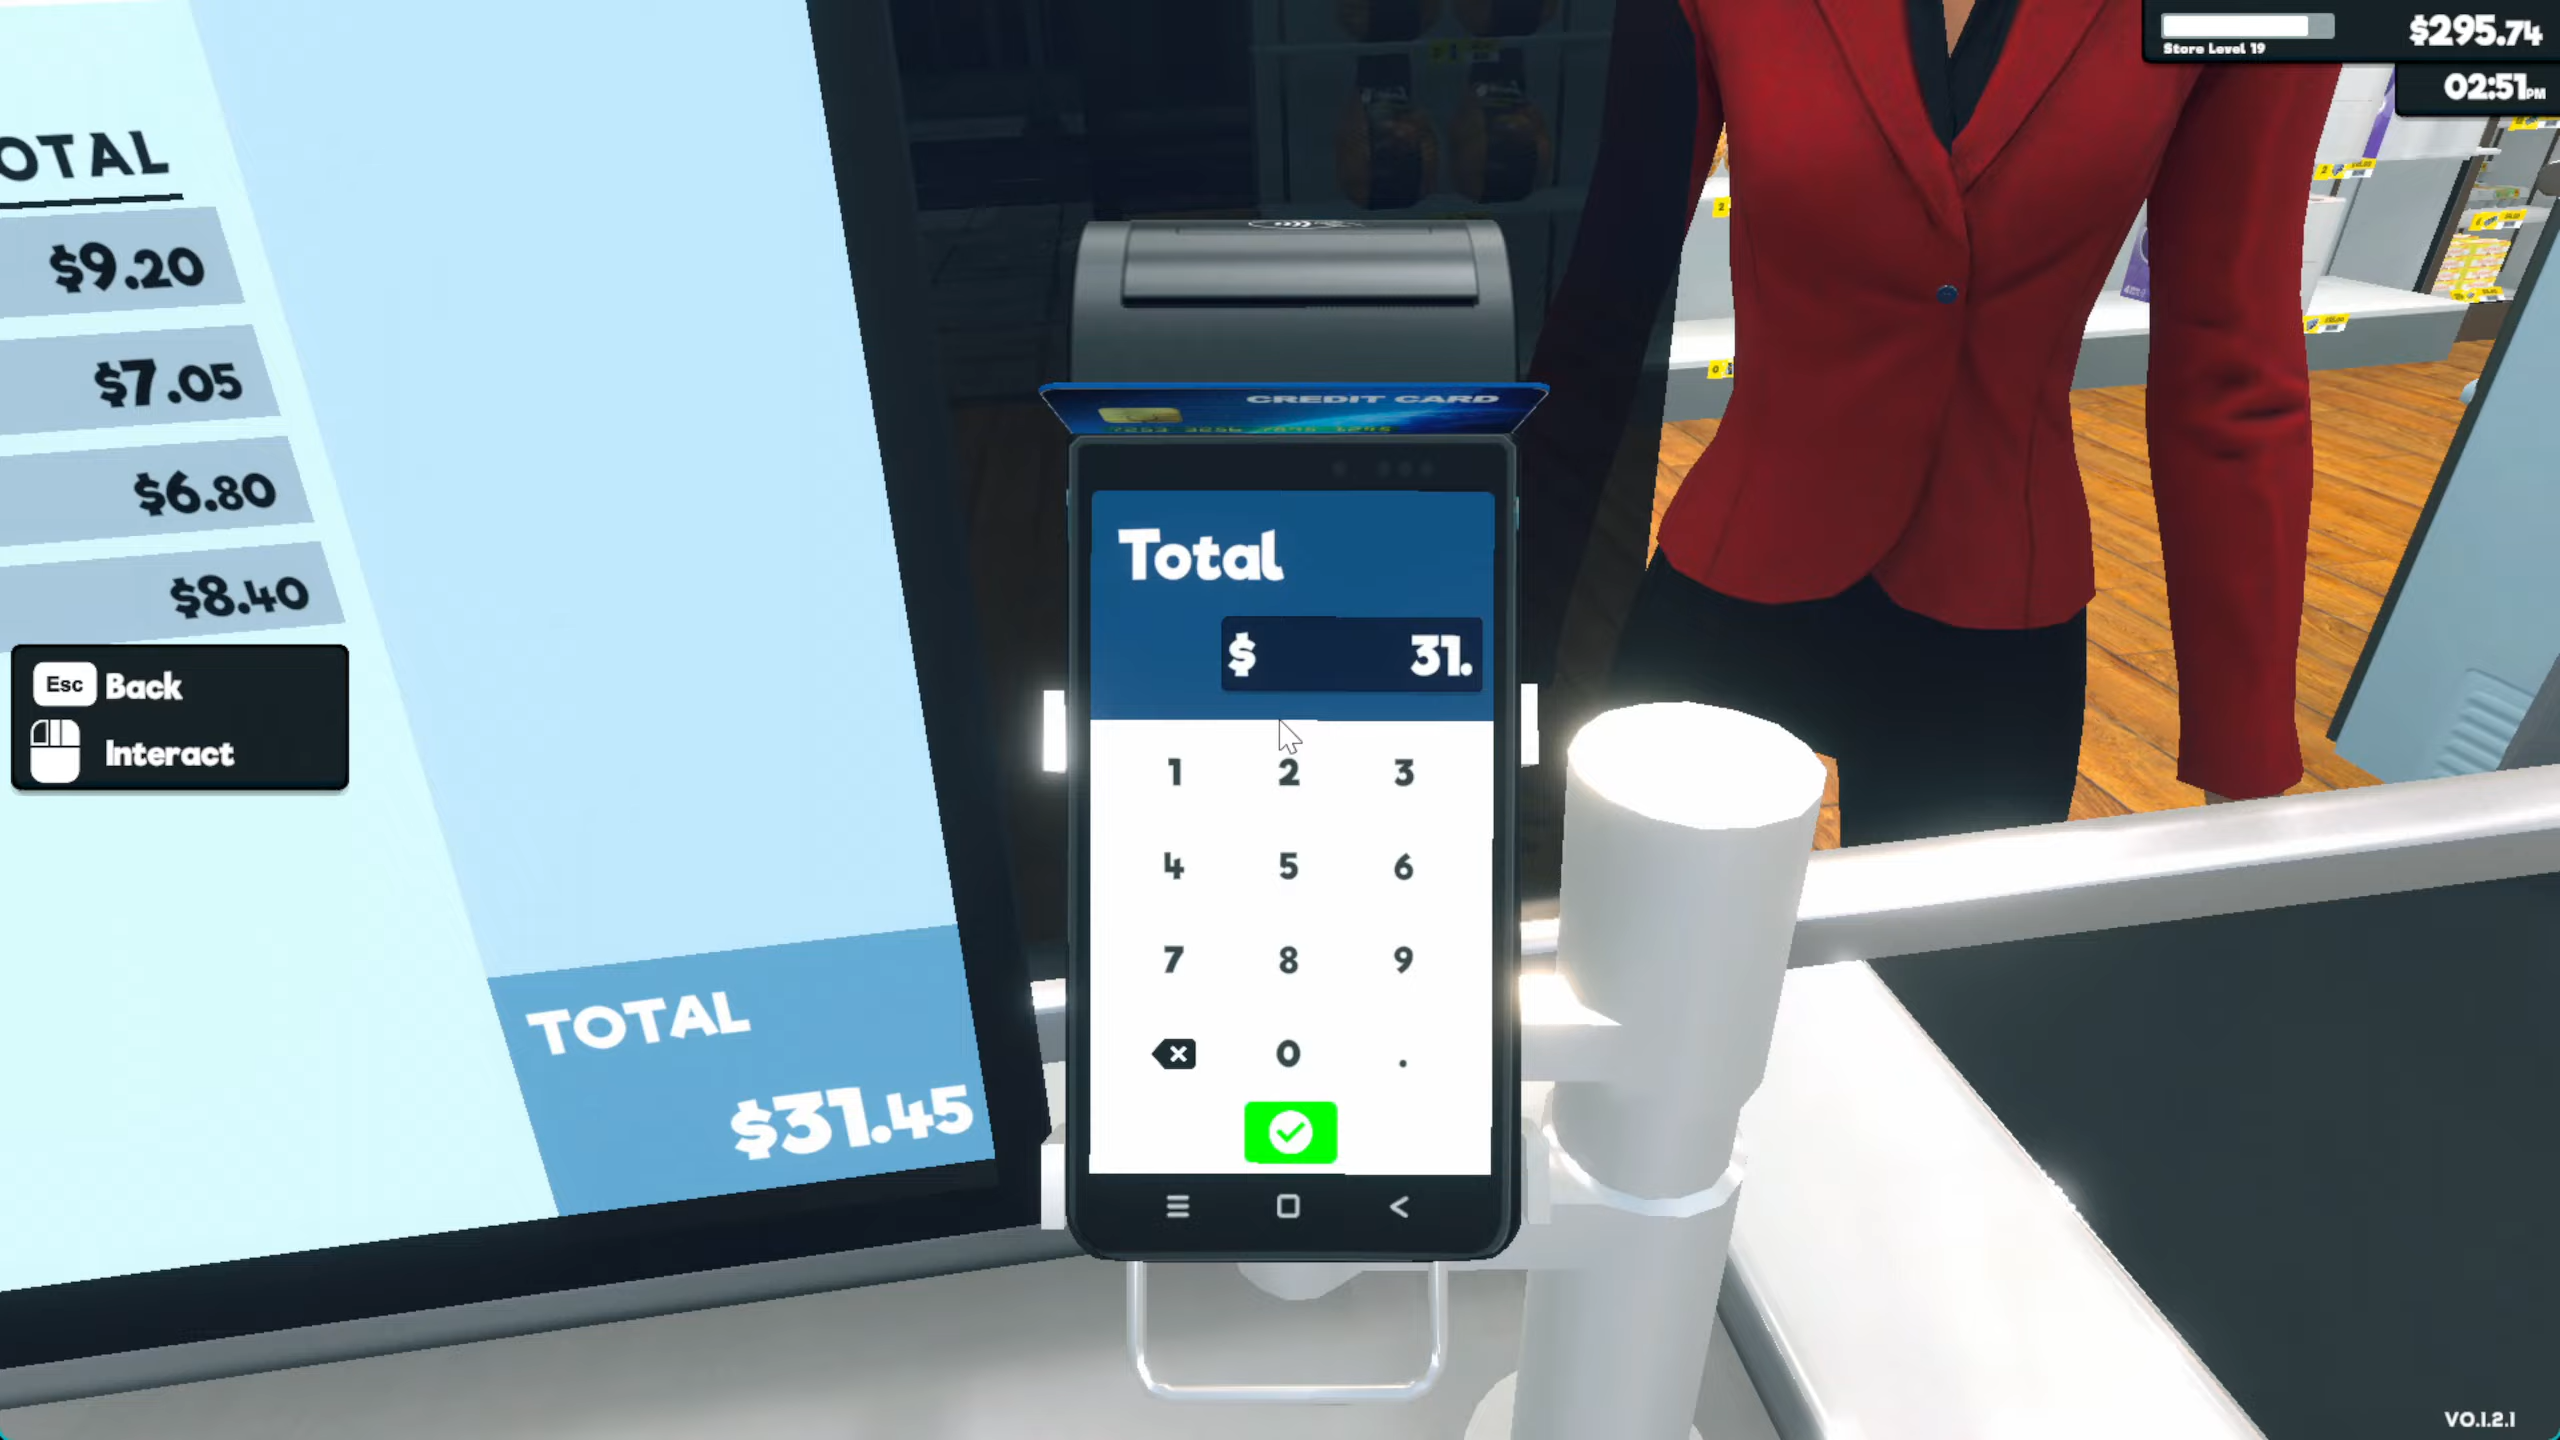 $295.74
Store Level 19
02:51PM
OTAL
$9.20
$7.05
$6.80
$8.40
Esc Back
Interact
TOTAL
$31.45
CREDIT CARD
Total
$ 31.
1 2 3
4 5 6
7 8 9
0 .
V0.1.2.1